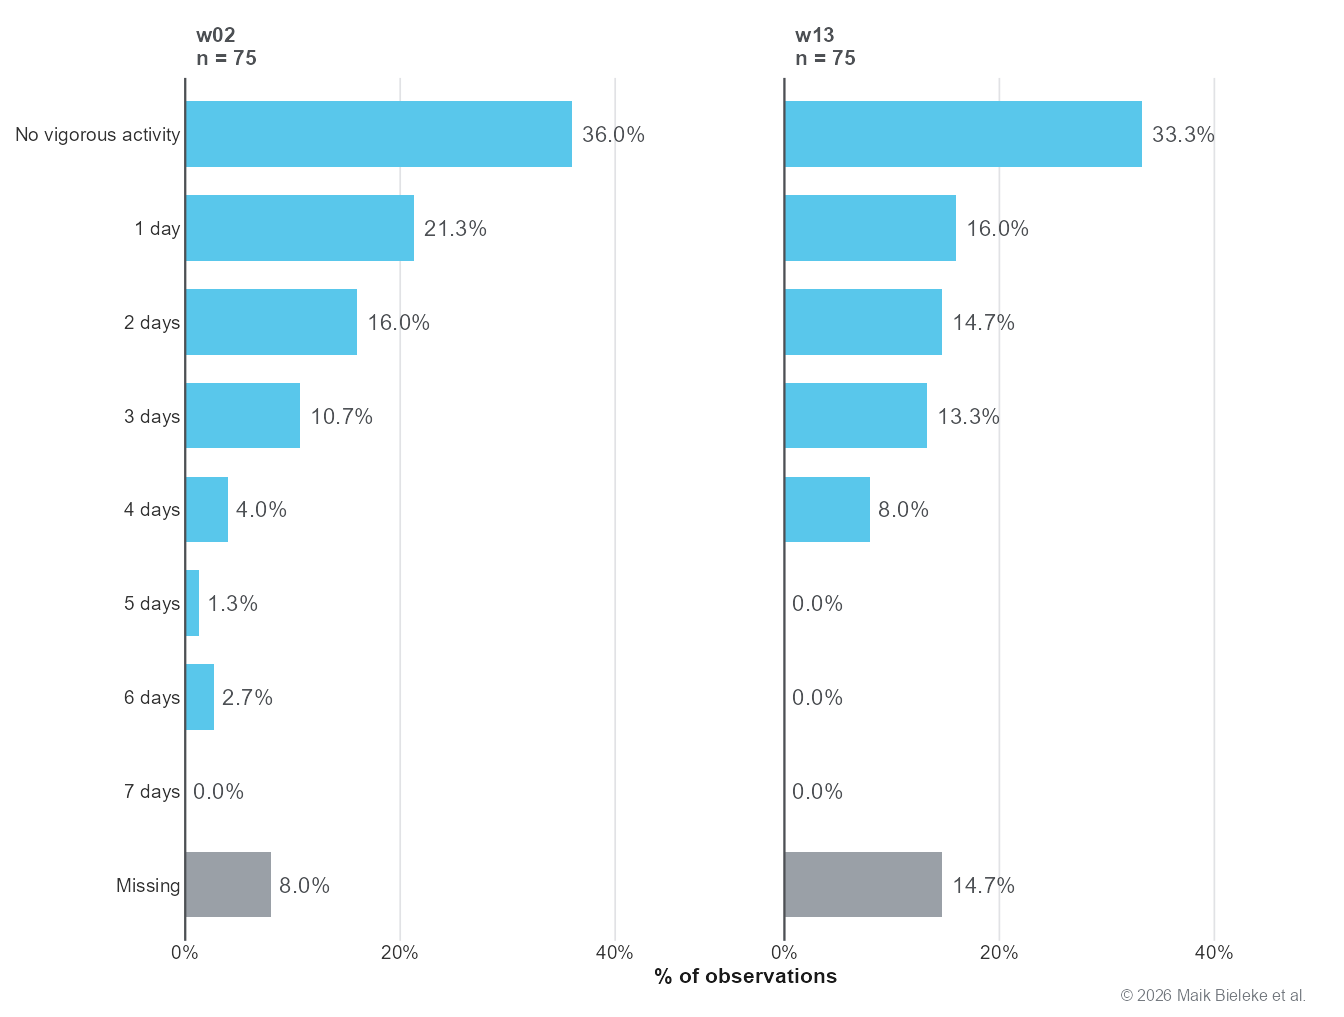 w02
n = 75
w13
n = 75
No vigorous activity 36.0% 33.3%
1 day 21.3% 16.0%
2 days 16.0% 14.7%
3 days 10.7% 13.3%
4 days 4.0% 8.0%
5 days 1.3% 0.0%
6 days 2.7% 0.0%
7 days 0.0% 0.0%
Missing 8.0% 14.7%
0% 20% 40% 0% 20% 40%
% of observations
© 2026 Maik Bieleke et al.